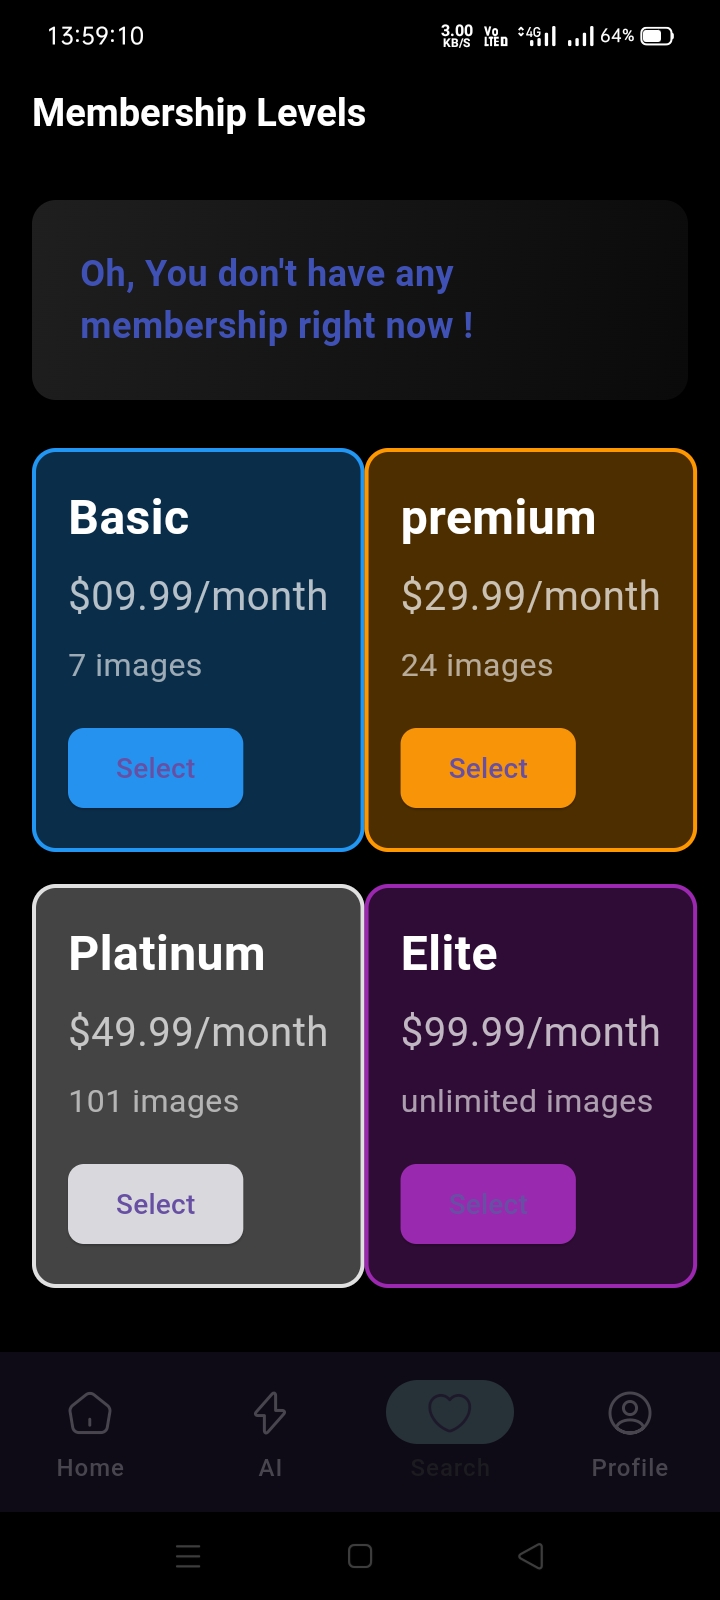 13:59:10
3.00 KB/S Vo LTE 4G 64%
Membership Levels
Oh, You don't have any
membership right now !
Basic
$09.99/month
7 images
Select
premium
$29.99/month
24 images
Select
Platinum
$49.99/month
101 images
Select
Elite
$99.99/month
unlimited images
Select
Home
AI
Search
Profile